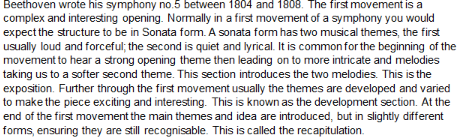 Beethoven wrote his symphony no.5 between 1804 and 1808. The first movement is a
complex and interesting opening. Normally in a first movement of a symphony you would
expect the structure to be in Sonata form. A sonata form has two musical themes, the first
usually loud and forceful; the second is quiet and lyrical. It is common for the beginning of the
movement to hear a strong opening theme then leading on to more intricate and melodies
taking us to a softer second theme. This section introduces the two melodies. This is the
exposition. Further through the first movement usually the themes are developed and varied
to make the piece exciting and interesting. This is known as the development section. At the
end of the first movement the main themes and idea are introduced, but in slightly different
forms, ensuring they are still recognisable. This is called the recapitulation.